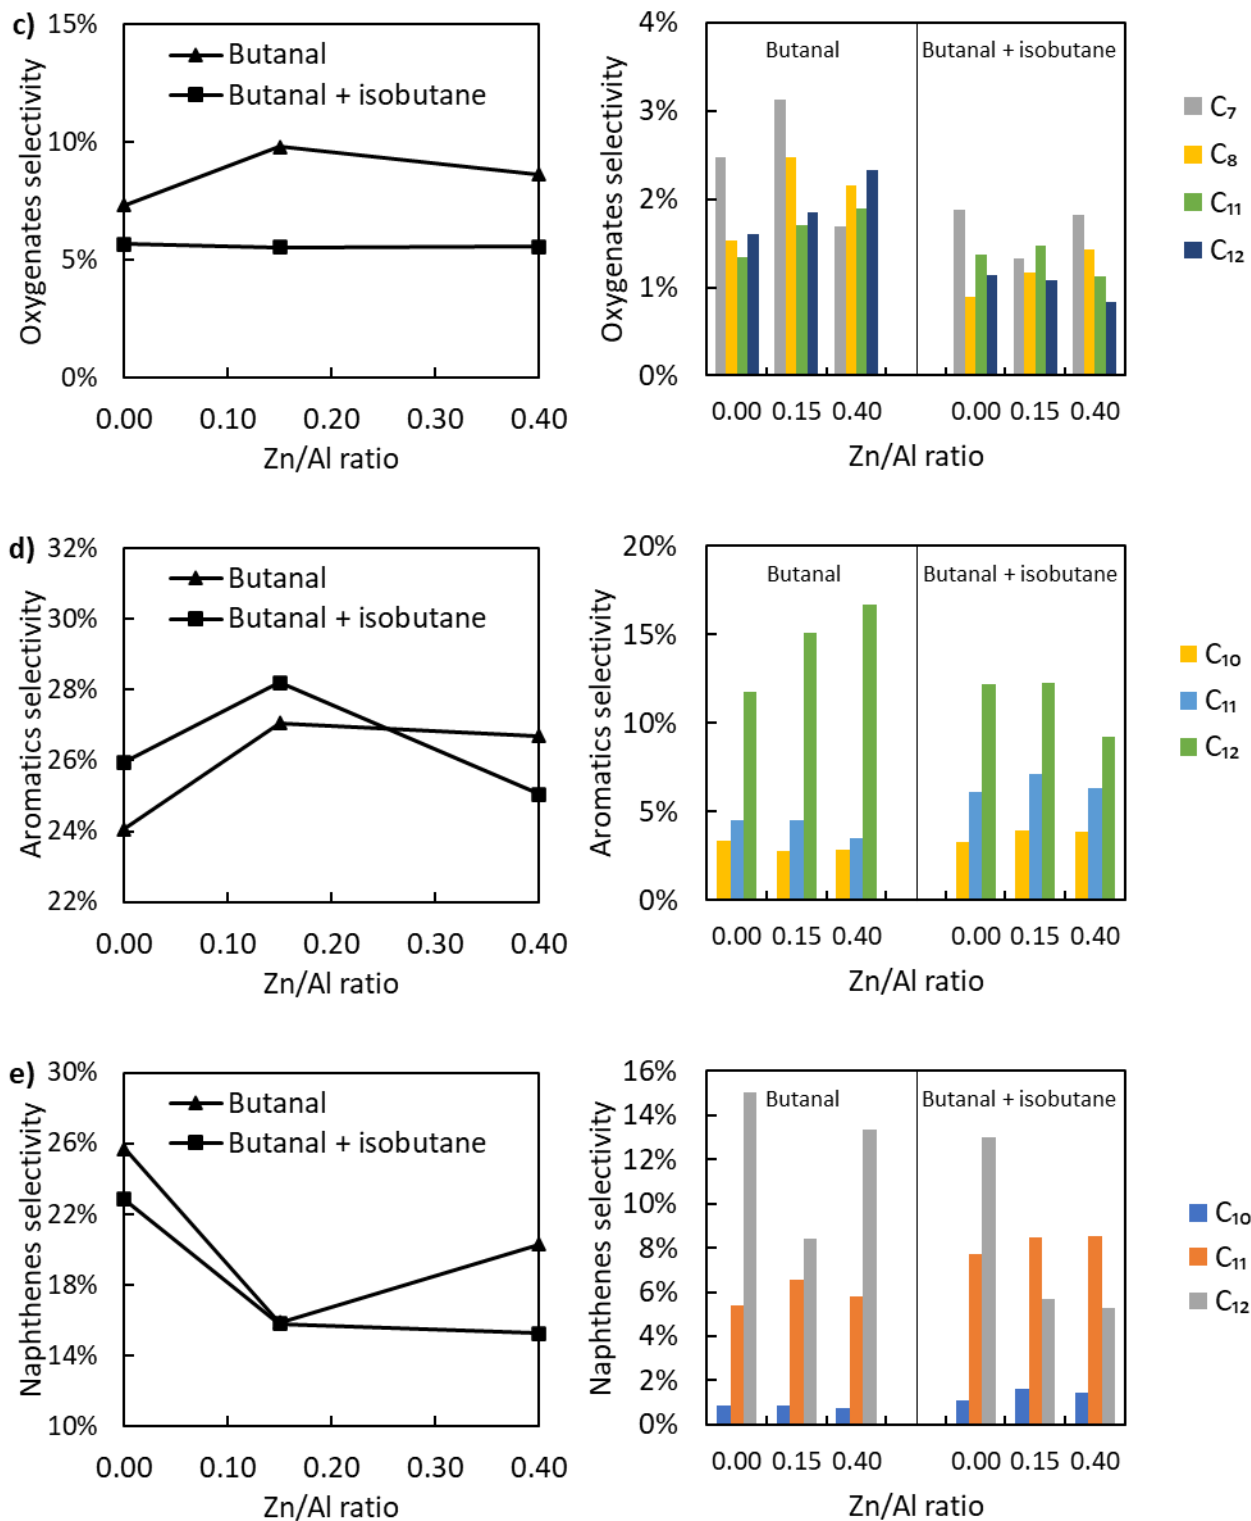 c)
Oxygenates selectivity
15%
10%
5%
0%
Butanal
Butanal + isobutane
0.00 0.10 0.20 0.30 0.40
Zn/Al ratio
Oxygenates selectivity
4%
3%
2%
1%
0%
Butanal
Butanal + isobutane
0.00 0.15 0.40 0.00 0.15 0.40
Zn/Al ratio
C₇
C₈
C₁₁
C₁₂
d)
Aromatics selectivity
32%
30%
28%
26%
24%
22%
Butanal
Butanal + isobutane
0.00 0.10 0.20 0.30 0.40
Zn/Al ratio
Aromatics selectivity
20%
15%
10%
5%
0%
Butanal
Butanal + isobutane
0.00 0.15 0.40 0.00 0.15 0.40
Zn/Al ratio
C₁₀
C₁₁
C₁₂
e)
Naphthenes selectivity
30%
26%
22%
18%
14%
10%
Butanal
Butanal + isobutane
0.00 0.10 0.20 0.30 0.40
Zn/Al ratio
Naphthenes selectivity
16%
14%
12%
10%
8%
6%
4%
2%
0%
Butanal
Butanal + isobutane
0.00 0.15 0.40 0.00 0.15 0.40
Zn/Al ratio
C₁₀
C₁₁
C₁₂